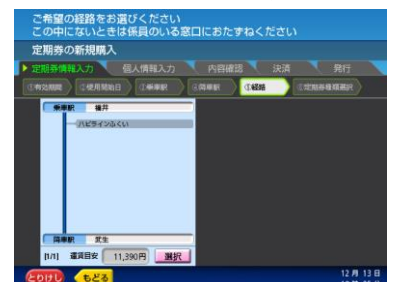 ご希望の経路をお選びください
この中にないときは係員のいる窓口におたずねください
定期券の新規購入
定期券情報入力 個人情報入力 内容確認 決済 発行
①有効期間 ②使用開始日 ③乗車駅 ④降車駅 ⑤経路 ⑥定期券種類選択
乗車駅 福井
ハピラインふくい
降車駅 武生
[1/1] 運賃目安 11,390円 選択
とりけし もどる
12月13日